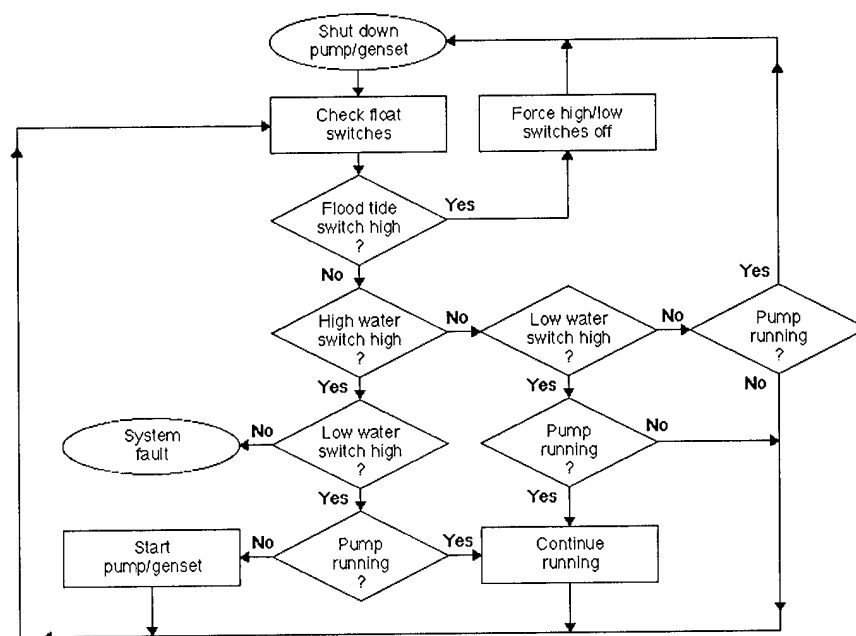 Shut down
pump/genset
Check float
switches
Force high/low
switches off
Flood tide
switch high
?
Yes
No
Yes
High water
switch high
?
No
Low water
switch high
?
No
Pump
running
?
Yes
Yes
No
System
fault
No
Low water
switch high
?
Pump
running
?
No
Yes
Yes
Start
pump/genset
No
Pump
running
?
Yes
Continue
running